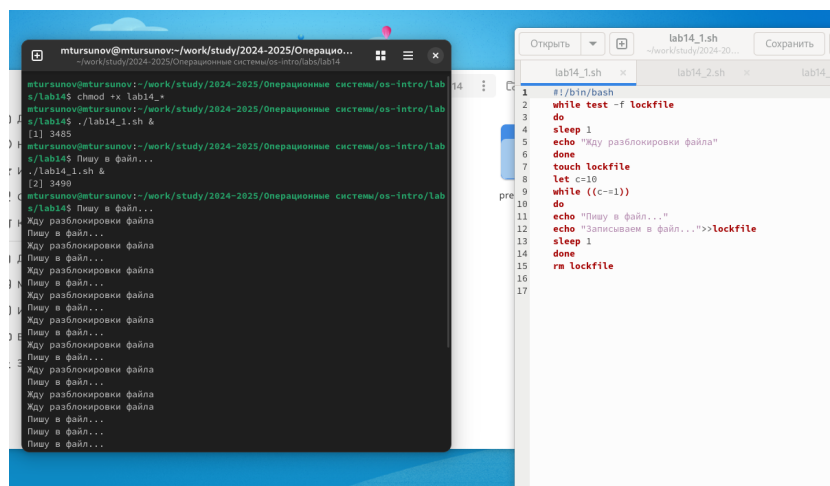 mtursunov@mtursunov:~/work/study/2024-2025/Операцио...
~/work/study/2024-2025/Операционные системы/os-intro/labs/lab14
mtursunov@mtursunov:~/work/study/2024-2025/Операционные системы/os-intro/lab
s/lab14$ chmod +x lab14_*
mtursunov@mtursunov:~/work/study/2024-2025/Операционные системы/os-intro/lab
s/lab14$ ./lab14_1.sh &
[1] 3485
mtursunov@mtursunov:~/work/study/2024-2025/Операционные системы/os-intro/lab
s/lab14$ Пишу в файл...
./lab14_1.sh &
[2] 3490
mtursunov@mtursunov:~/work/study/2024-2025/Операционные системы/os-intro/lab
s/lab14$ Пишу в файл...
Жду разблокировки файла
Пишу в файл...
Жду разблокировки файла
Пишу в файл...
Жду разблокировки файла
Пишу в файл...
Жду разблокировки файла
Пишу в файл...
Жду разблокировки файла
Пишу в файл...
Жду разблокировки файла
Пишу в файл...
Жду разблокировки файла
Пишу в файл...
Жду разблокировки файла
Жду разблокировки файла
Пишу в файл...
Пишу в файл...
Пишу в файл...
14
pre
Открыть
lab14_1.sh
~/work/study/2024-20...
Сохранить
lab14_1.sh × lab14_2.sh × lab14_
1 #!/bin/bash
2 while test -f lockfile
3 do
4 sleep 1
5 echo "Жду разблокировки файла"
6 done
7 touch lockfile
8 let c=10
9 while ((c-=1))
10 do
11 echo "Пишу в файл..."
12 echo "Записываем в файл...">>lockfile
13 sleep 1
14 done
15 rm lockfile
16
17